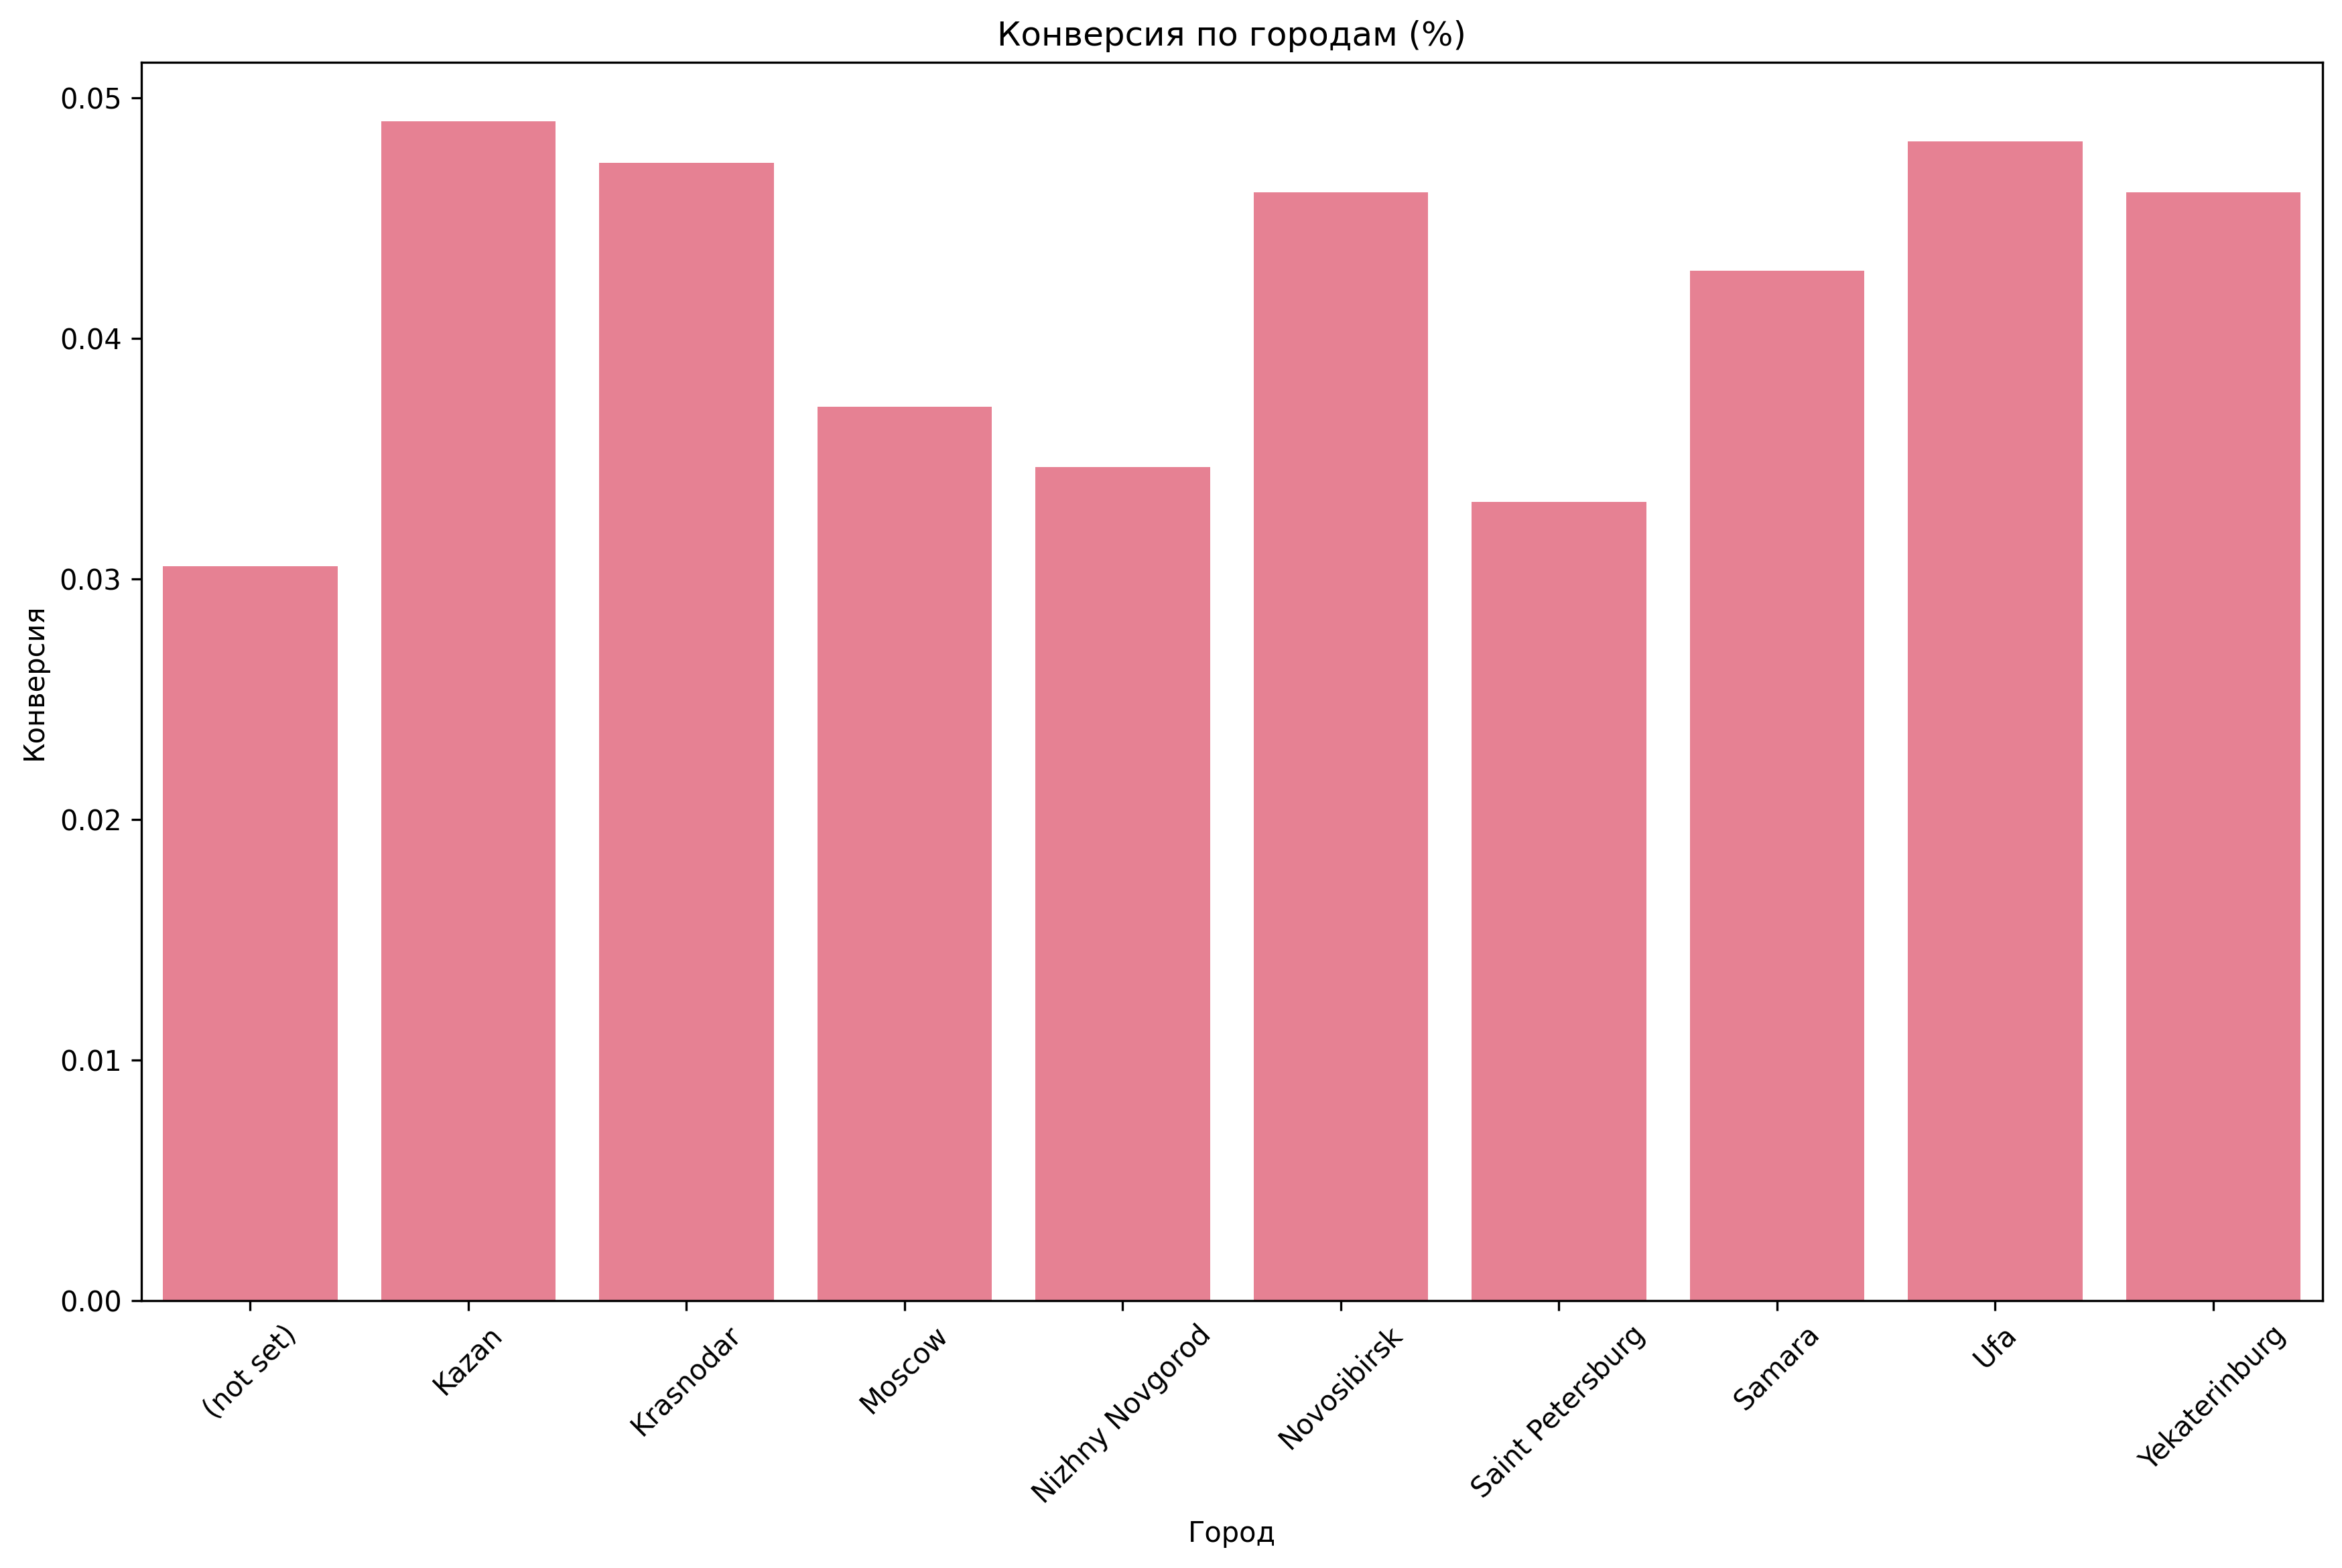 Конверсия по городам (%)
Конверсия
0.05
0.04
0.03
0.02
0.01
0.00
(not set)
Kazan
Krasnodar
Moscow
Nizhny Novgorod
Novosibirsk
Saint Petersburg
Samara
Ufa
Yekaterinburg
Город